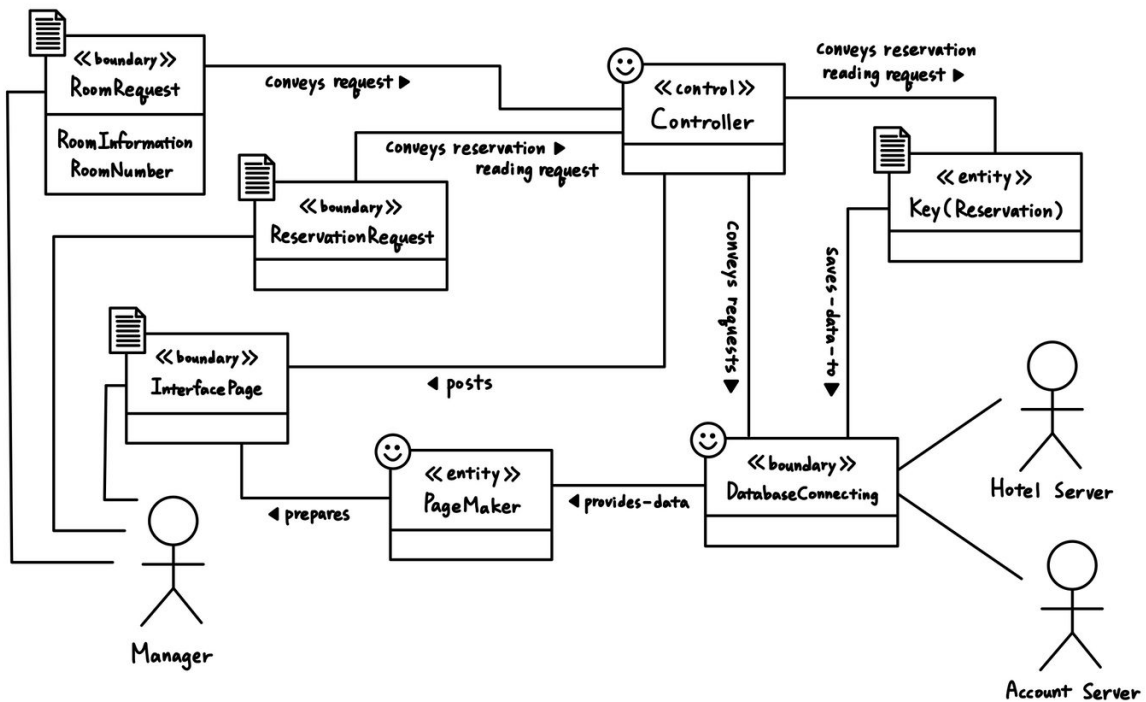 «boundary»
RoomRequest
RoomInformation
RoomNumber
Conveys request ▶
«control»
Controller
Conveys reservation
reading request ▶
Conveys reservation ▶
reading request
«boundary»
ReservationRequest
«entity»
Key(Reservation)
Conveys requests ▶
saves-data-to ▶
«boundary»
InterfacePage
◀ posts
«entity»
PageMaker
◀ prepares
◀ provides-data
«boundary»
DatabaseConnecting
Hotel Server
Manager
Account Server